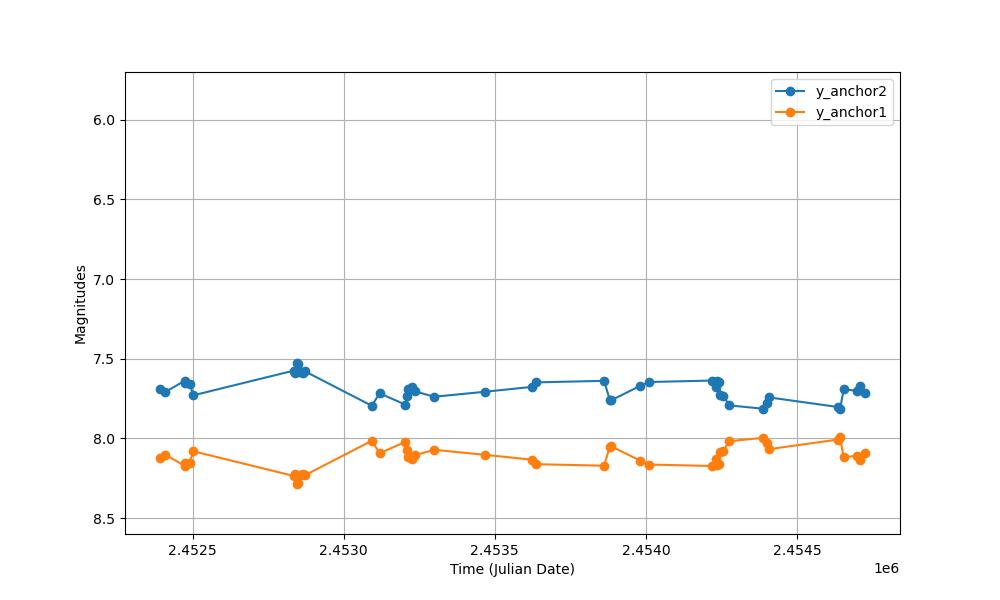 y_anchor2
y_anchor1
6.0
6.5
7.0
7.5
8.0
8.5
Magnitudes
2.4525
2.4530
2.4535
2.4540
2.4545
1e6
Time (Julian Date)